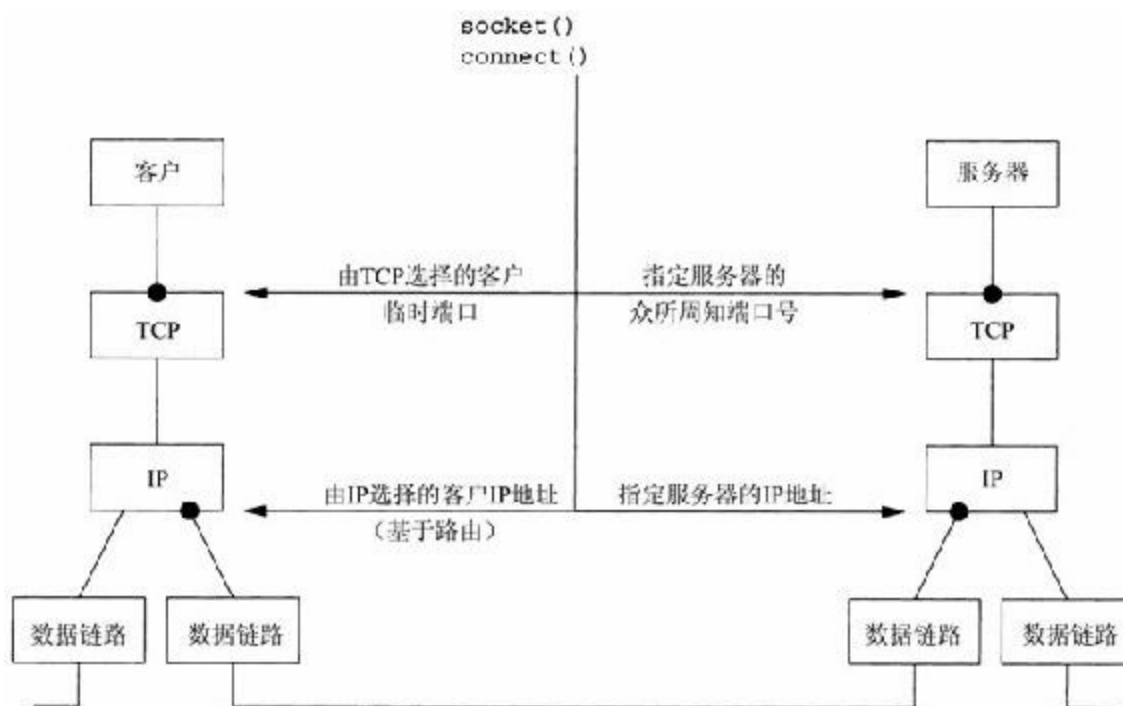 socket()
connect()
客户
服务器
由TCP选择的客户
临时端口
指定服务器的
众所周知端口号
TCP
TCP
IP
IP
由IP选择的客户IP地址
（基于路由）
指定服务器的IP地址
数据链路
数据链路
数据链路
数据链路